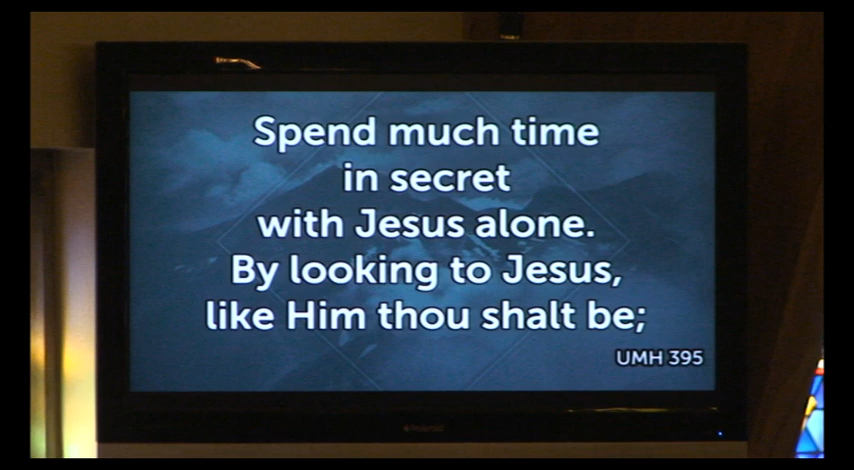 Spend much time
in secret
with Jesus alone.
By looking to Jesus,
like Him thou shalt be;
UMH 395
Polaroid